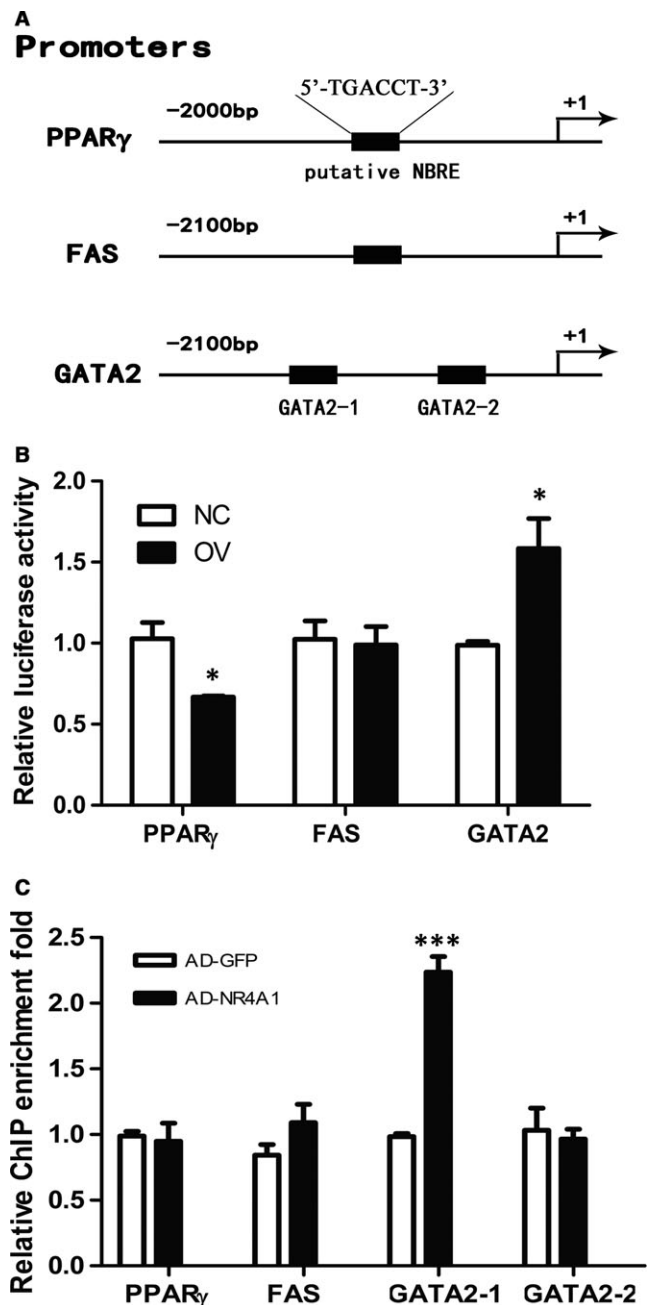 A
Promoters
5'-TGACCT-3'
−2000bp
+1
PPARγ
putative NBRE
−2100bp
+1
FAS
−2100bp
+1
GATA2
GATA2-1
GATA2-2
B
Relative luciferase activity
2.0
1.5
1.0
0.5
0.0
NC
OV
*
*
PPARγ
FAS
GATA2
C
Relative ChIP enrichment fold
2.5
2.0
1.5
1.0
0.5
0.0
AD-GFP
AD-NR4A1
***
PPARγ
FAS
GATA2-1
GATA2-2